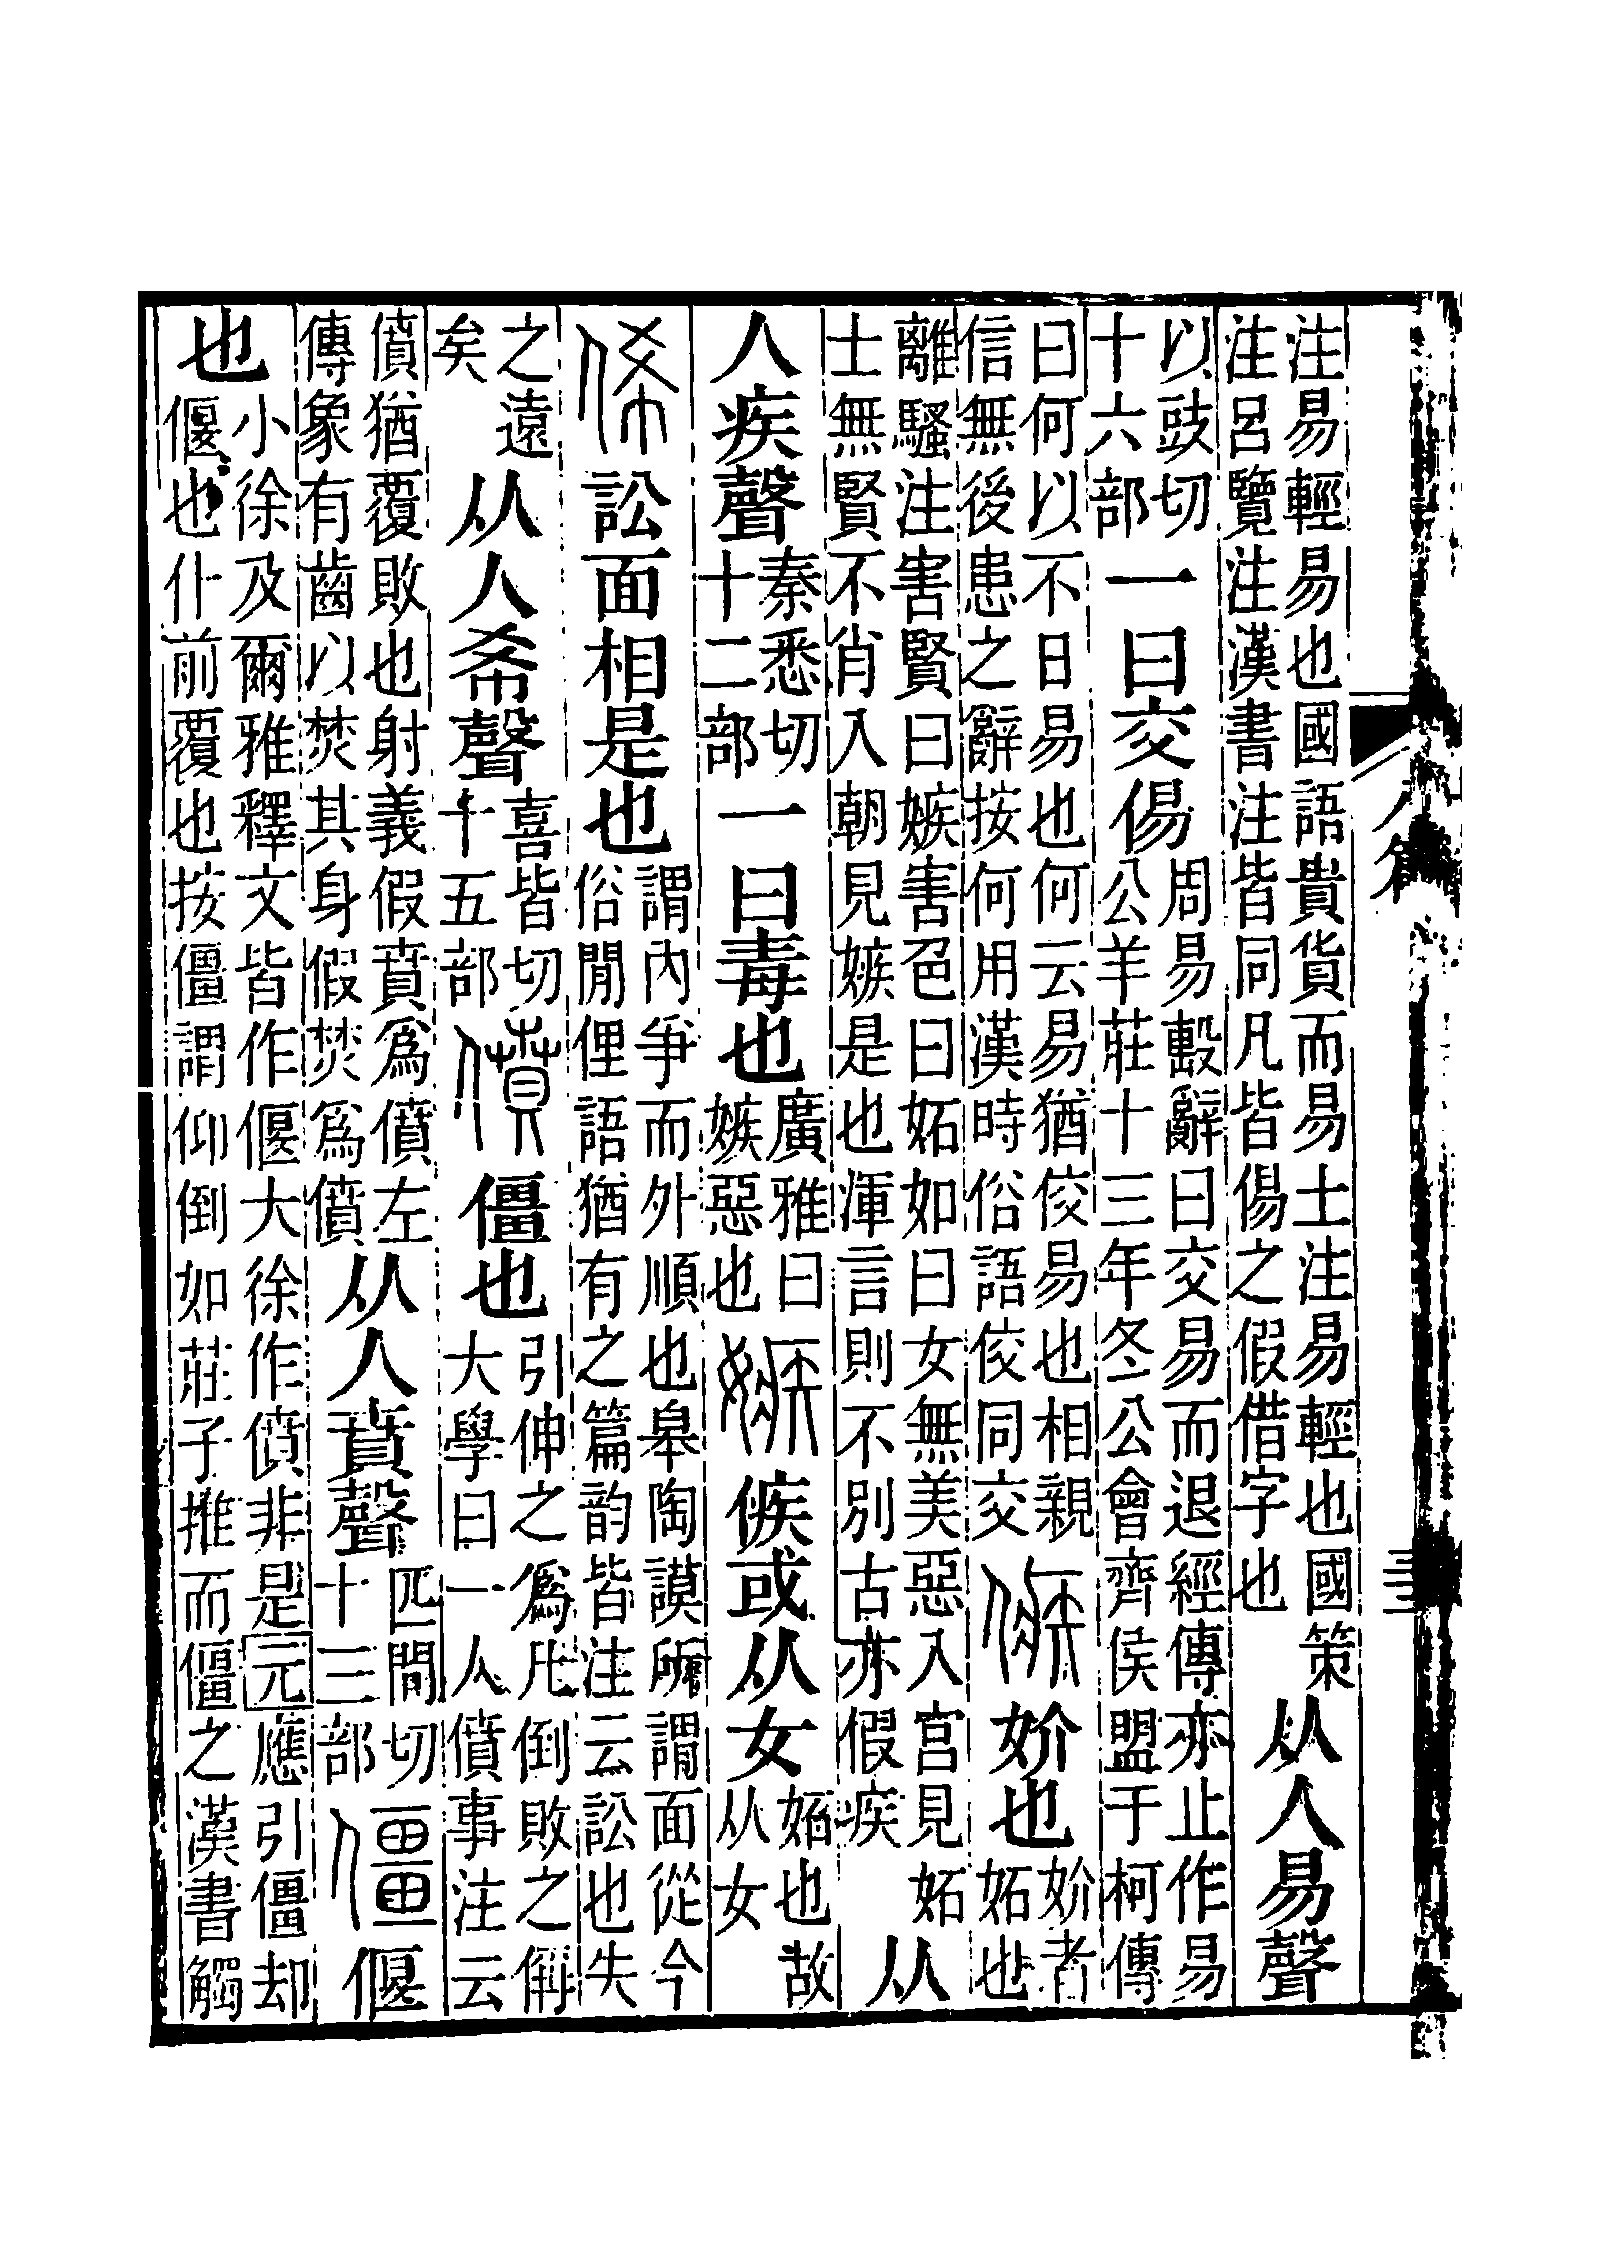 注易輕易也國語貴貨而易土注易輕也國策
注呂覽注漢書注皆同凡皆傷之假借字也
从人易聲
以豉切
十六部
一曰交傷
周易毄辭曰交易而退經傳亦止作易
公羊莊十三年冬公會齊侯盟于柯傳
曰何以不日易也何云易猶佼易也相親
信無後患之辭按何用漢時俗語佼同交
㑵妎也
妎者
妬也
離騷注害賢曰嫉害色曰妬如曰女無美惡入宮見妬
士無賢不肖入朝見嫉是也渾言則不別古亦假疾
从
人疾聲
秦悉切
十二部
一曰毒也
廣雅曰
嫉惡也
嫉㑵或从女
妬也故
从女
俙訟面相是也
謂內爭而外順也皋陶謨所謂面從今
俗閒俚語猶有之篇韵皆注云訟也失
之遠
矣
从人希聲
喜皆切
十五部
僨僵也
引伸之爲凡倒敗之偁
大學曰一人僨事注云
僨猶覆敗也射義假賁爲僨左
傳象有齒以焚其身假焚爲僨
从人賁聲
匹間切
十三部
僵偃
也
小徐及爾雅釋文皆作偃大徐作僨非是元應引僵却
偃也仆前覆也按僵謂仰倒如莊子推而僵之漢書觸